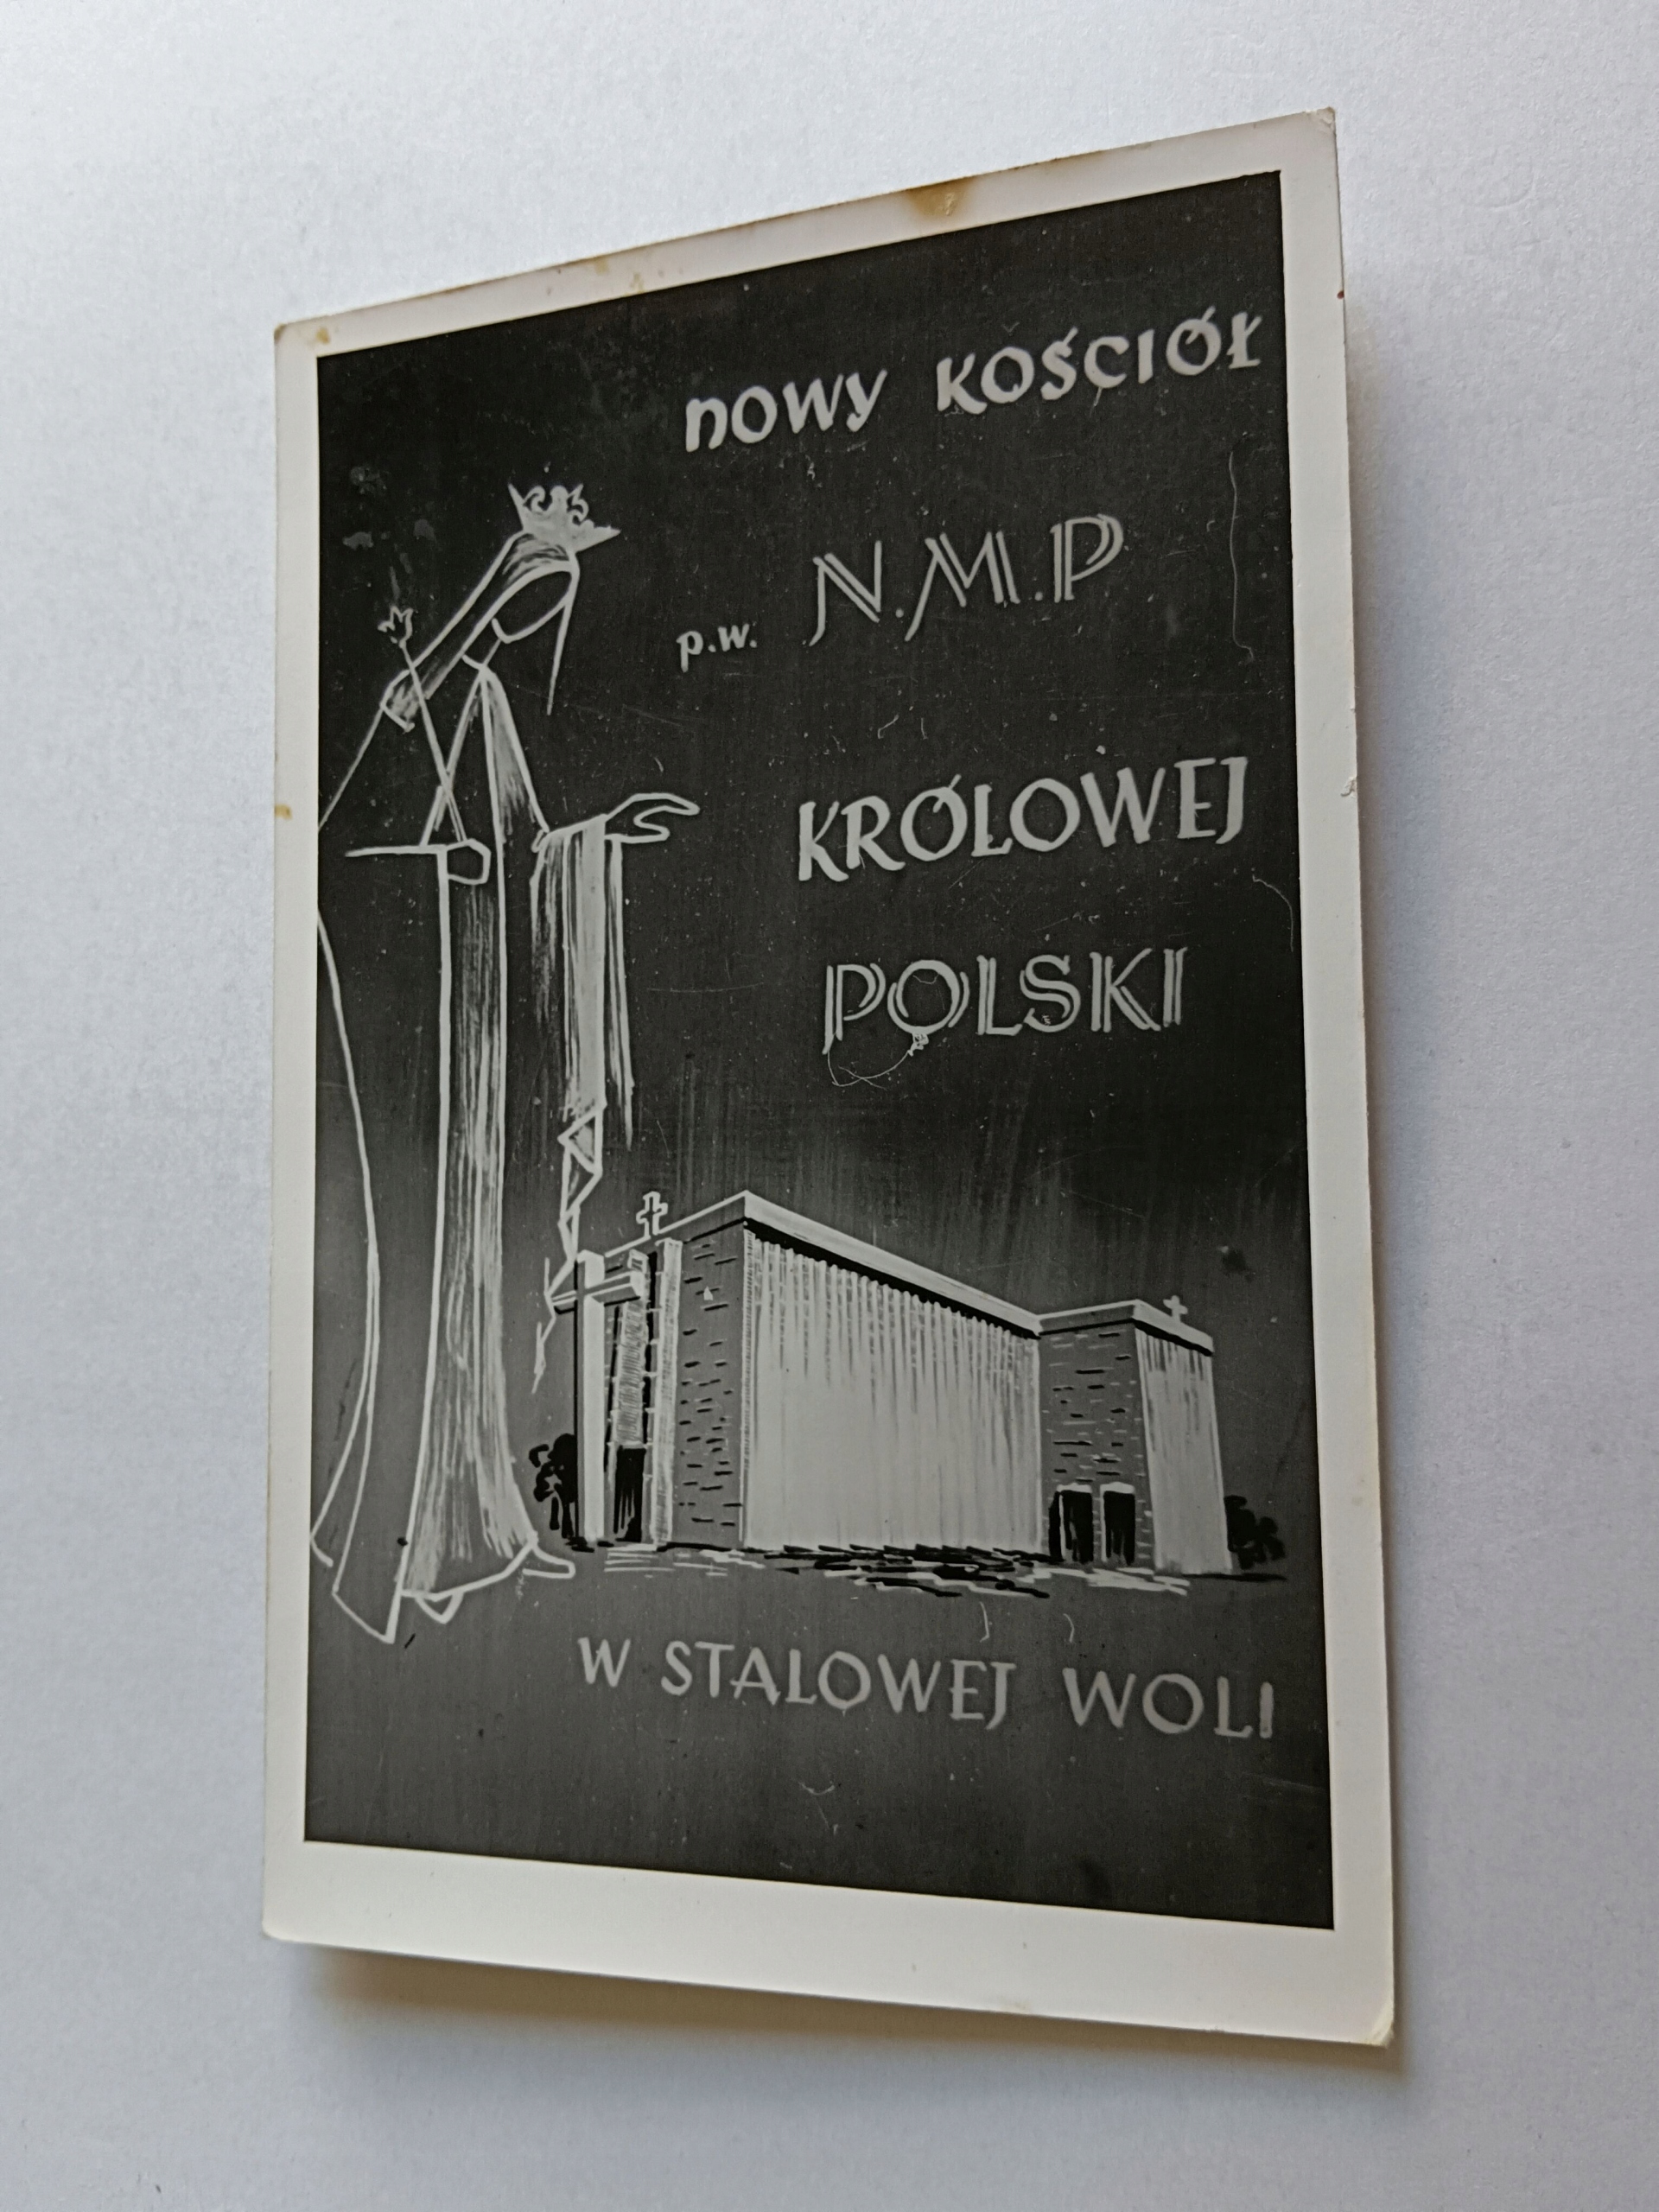 NOWY KOŚCIÓŁ
p.w. N.M.P
KRÓLOWEJ
POLSKI
W STALOWEJ WOLI